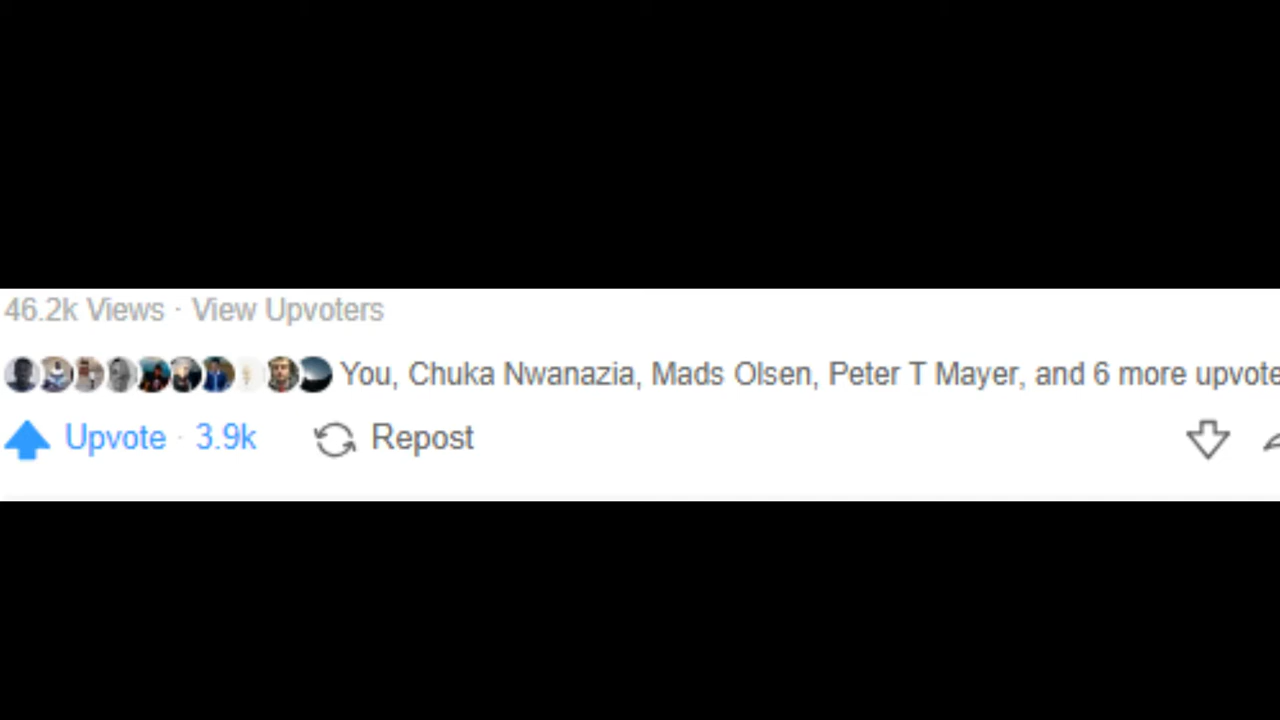 46.2k Views · View Upvoters
You, Chuka Nwanazia, Mads Olsen, Peter T Mayer, and 6 more upvote
Upvote · 3.9k Repost